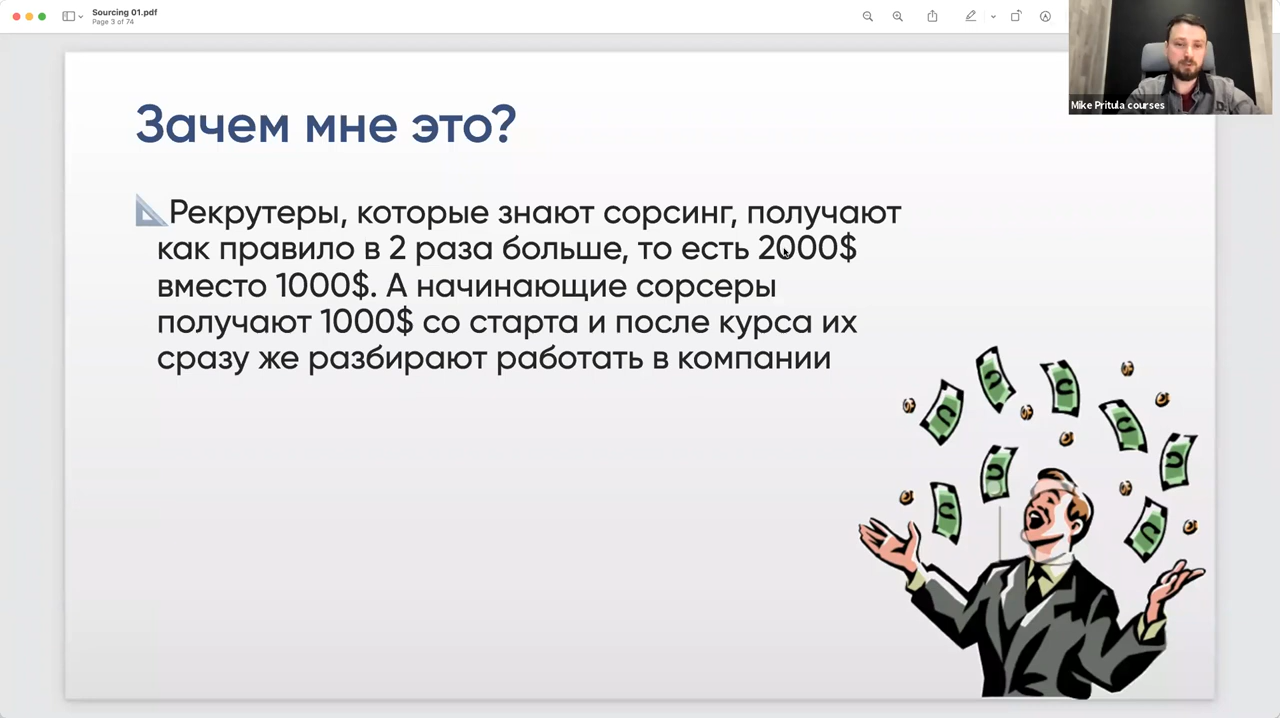 Sourcing 01.pdf
Page 3 of 74
Mike Pritula courses
Зачем мне это?
Рекрутеры, которые знают сорсинг, получают
как правило в 2 раза больше, то есть 2000$
вместо 1000$. А начинающие сорсеры
получают 1000$ со старта и после курса их
сразу же разбирают работать в компании